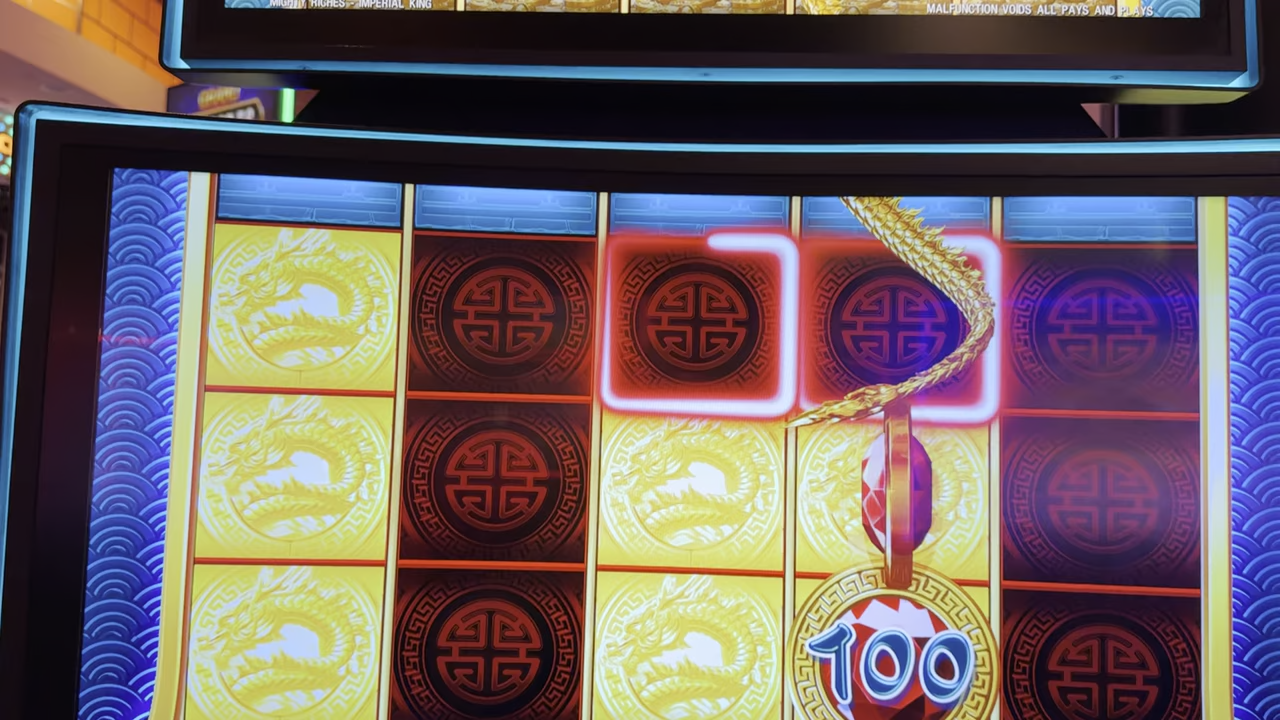 MIGHTY RICHES - IMPERIAL KING
MALFUNCTION VOIDS ALL PAYS AND PLAYS
100